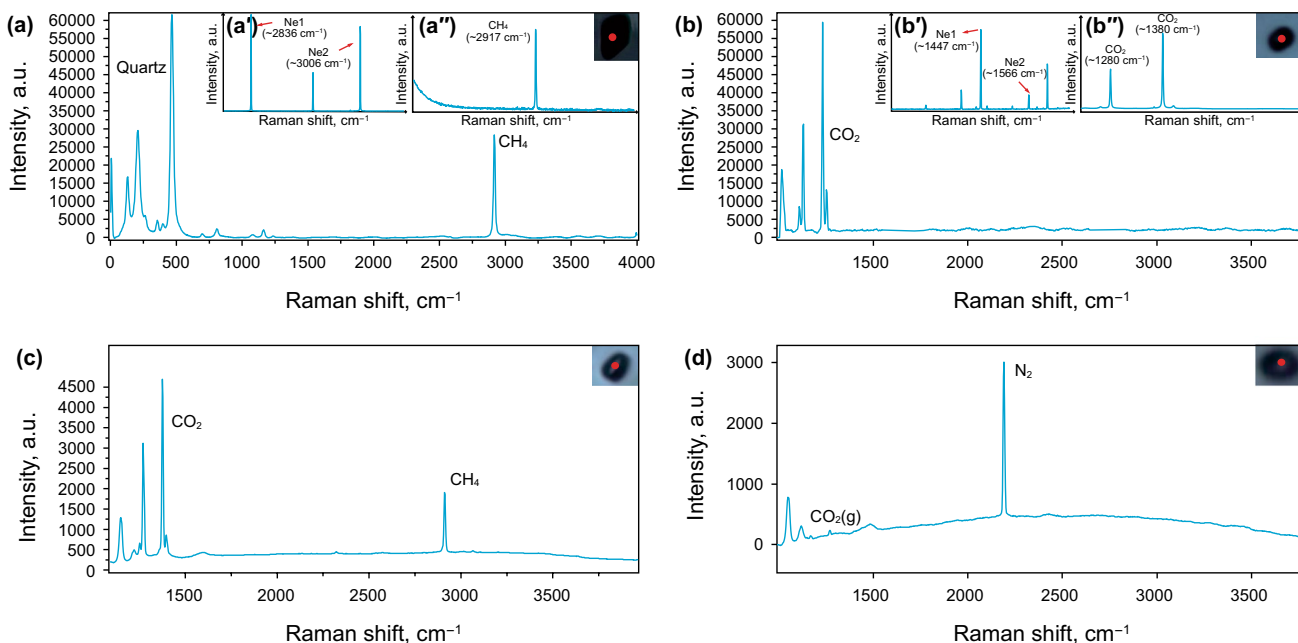 (a)
60000
55000
50000
45000
40000
35000
30000
25000
20000
15000
10000
5000
0
Intensity, a.u.
Quartz
CH₄
0 500 1000 1500 2000 2500 3000 3500 4000
Raman shift, cm⁻¹
(a′)
Ne1
(~2836 cm⁻¹)
Ne2
(~3006 cm⁻¹)
Intensity, a.u.
Raman shift, cm⁻¹
(a″)
CH₄
(~2917 cm⁻¹)
Intensity, a.u.
Raman shift, cm⁻¹
(b)
60000
55000
50000
45000
40000
35000
30000
25000
20000
15000
10000
5000
0
Intensity, a.u.
CO₂
1500 2000 2500 3000 3500
Raman shift, cm⁻¹
(b′)
Ne1
(~1447 cm⁻¹)
Ne2
(~1566 cm⁻¹)
Intensity, a.u.
Raman shift, cm⁻¹
(b″)
CO₂
(~1380 cm⁻¹)
CO₂
(~1280 cm⁻¹)
Intensity, a.u.
Raman shift, cm⁻¹
(c)
4500
4000
3500
3000
2500
2000
1500
1000
500
0
Intensity, a.u.
CO₂
CH₄
1500 2000 2500 3000 3500
Raman shift, cm⁻¹
(d)
3000
2000
1000
0
Intensity, a.u.
N₂
CO₂(g)
1500 2000 2500 3000 3500
Raman shift, cm⁻¹